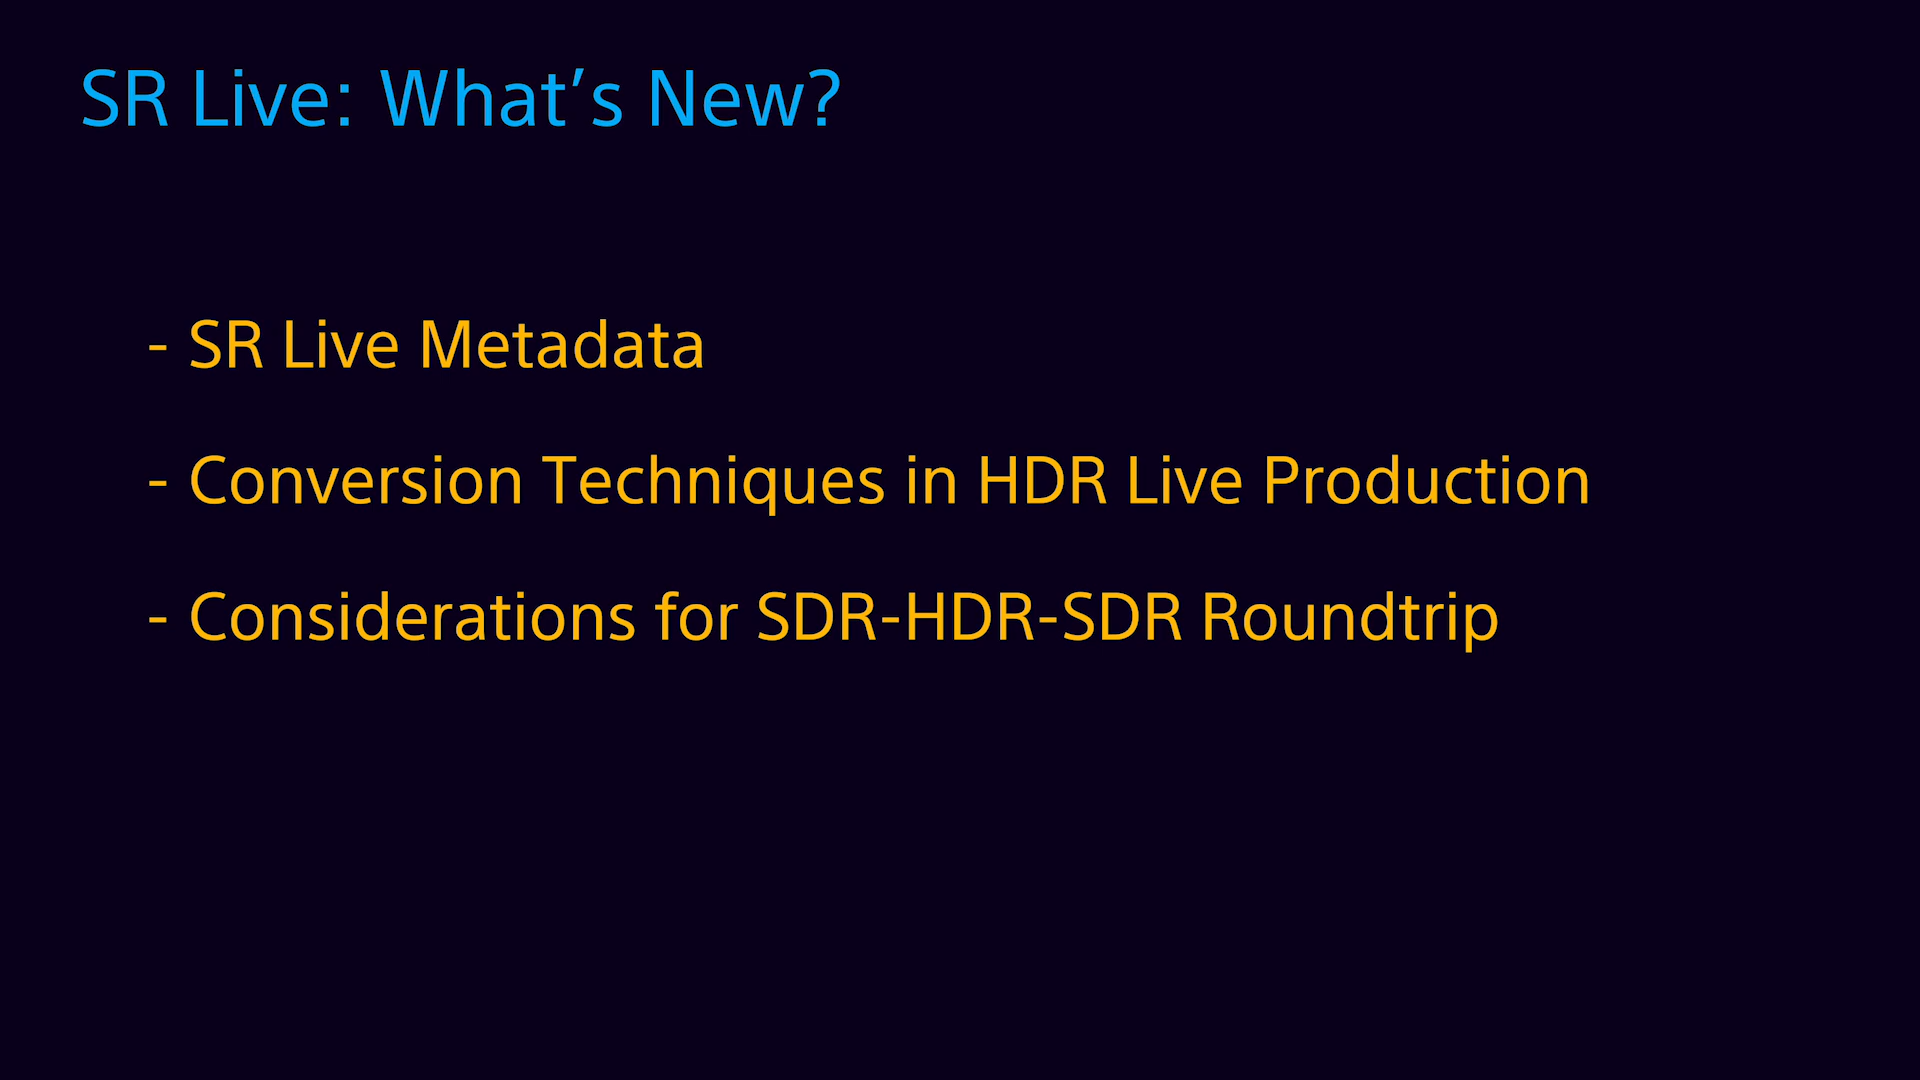 SR Live: What’s New?
- SR Live Metadata
- Conversion Techniques in HDR Live Production
- Considerations for SDR-HDR-SDR Roundtrip